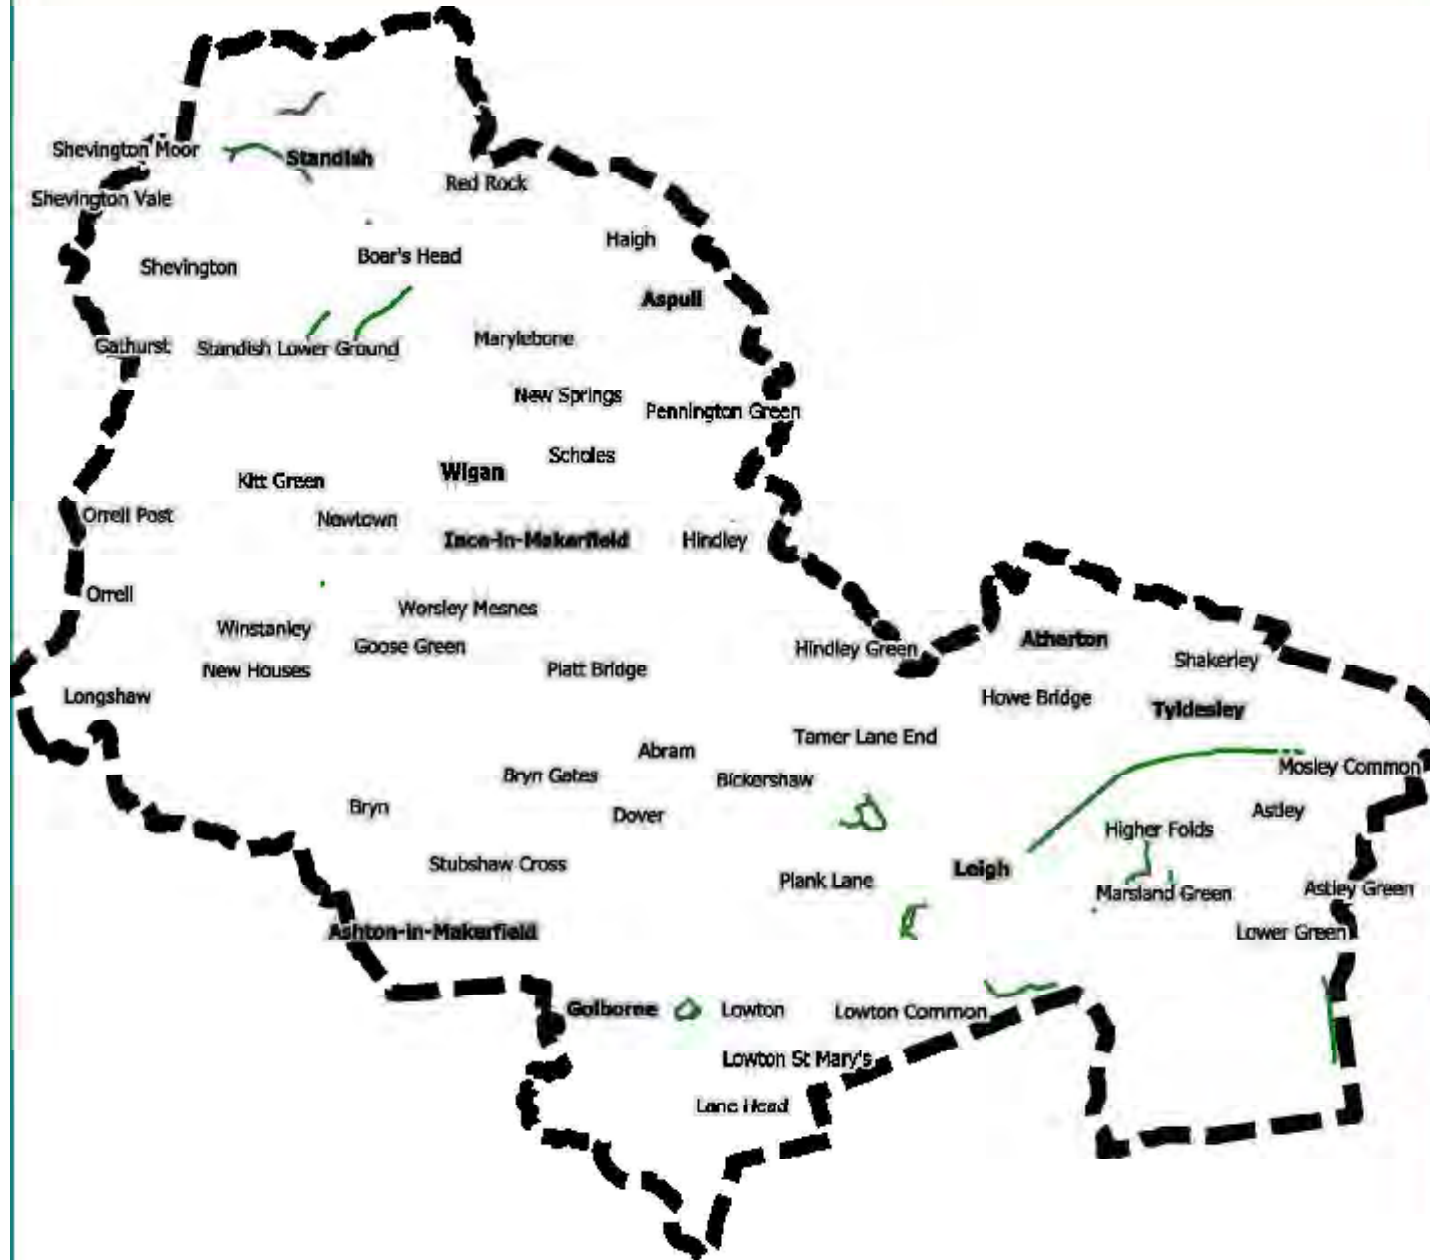 Shevington Moor
Standish
Red Rock
Shevington Vale
Haigh
Boar's Head
Shevington
Aspull
Marylebone
Gathurst
Standish Lower Ground
New Springs
Pennington Green
Scholes
Wigan
Kitt Green
Orrell Post
Newtown
Ince-in-Makerfield
Hindley
Orrell
Worsley Mesnes
Winstanley
Goose Green
Hindley Green
Atherton
Shakerley
New Houses
Platt Bridge
Longshaw
Howe Bridge
Tyldesley
Tamer Lane End
Abram
Mosley Common
Bryn Gates
Bickershaw
Bryn
Dover
Astley
Higher Folds
Stubshaw Cross
Leigh
Plank Lane
Marsland Green
Astley Green
Ashton-in-Makerfield
Lower Green
Golborne
Lowton
Lowton Common
Lowton St Mary's
Lane Head